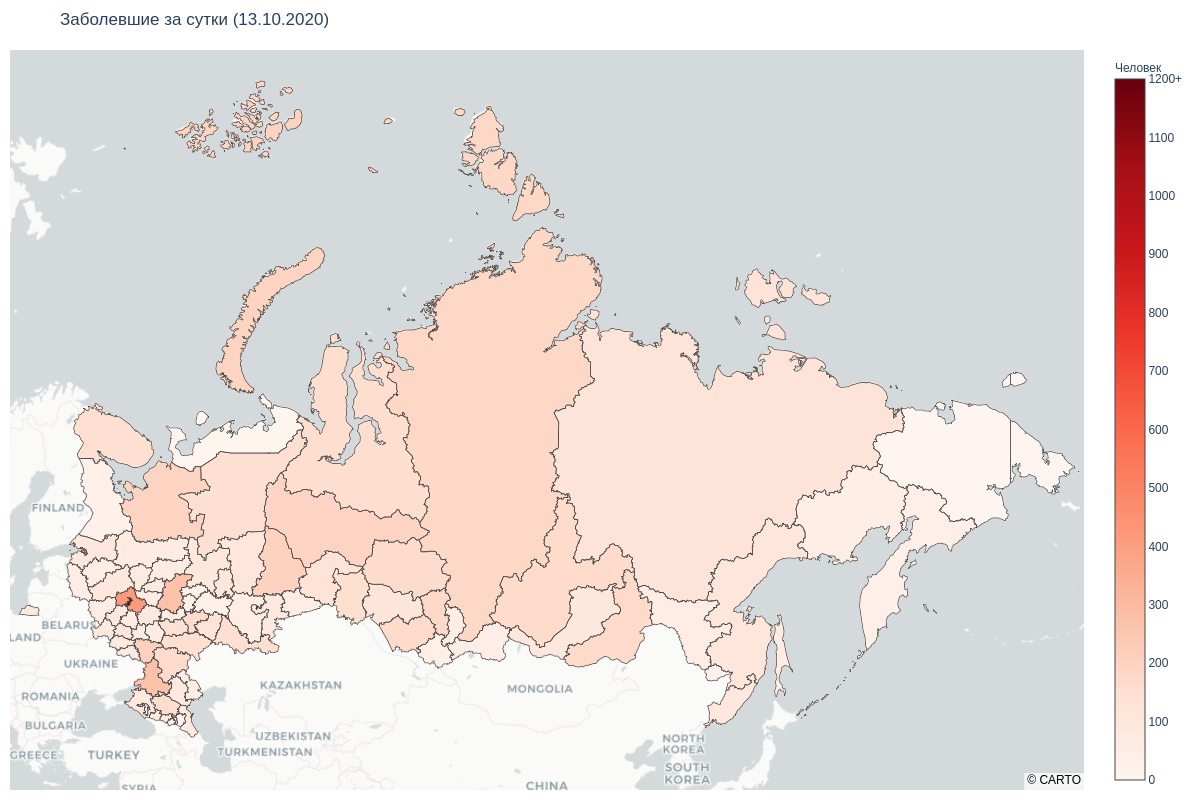 Заболевшие за сутки (13.10.2020)
Человек
1200+
1100
1000
900
800
700
600
500
400
300
200
100
0
FINLAND
BELARUS
LAND
UKRAINE
KAZAKHSTAN
MONGOLIA
ROMANIA
BULGARIA
UZBEKISTAN
NORTH
KOREA
GREECE
TURKEY
TURKMENISTAN
SOUTH
KOREA
SYRIA
CHINA
© CARTO